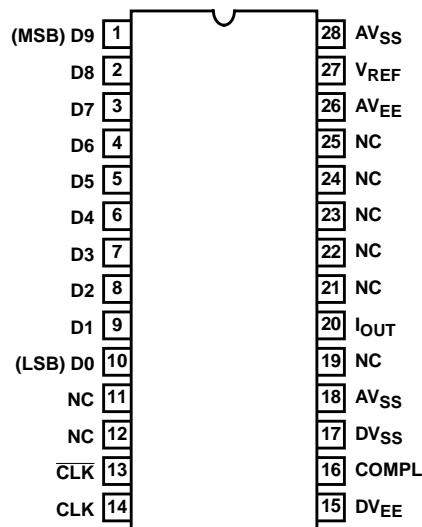 (MSB) D9 1 28 AVSS
D8 2 27 VREF
D7 3 26 AVEE
D6 4 25 NC
D5 5 24 NC
D4 6 23 NC
D3 7 22 NC
D2 8 21 NC
D1 9 20 IOUT
(LSB) D0 10 19 NC
NC 11 18 AVSS
NC 12 17 DVSS
CLK 13 16 COMPL
CLK 14 15 DVEE